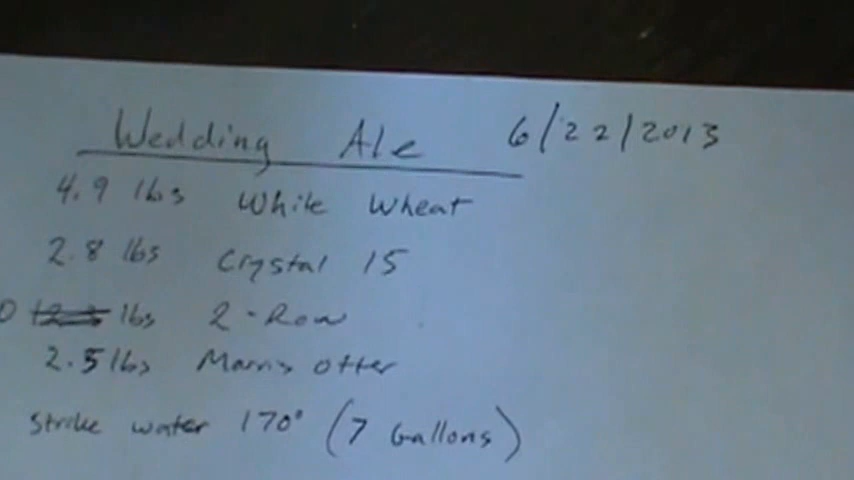 Wedding Ale 6/22/2013
4.9 lbs White Wheat
2.8 lbs Crystal 15
lbs 2-Row
2.5 lbs Marris otter
Strike water 170° (7 Gallons)